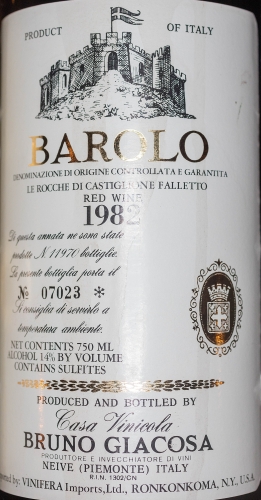 PRODUCT OF ITALY
BAROLO
DENOMINAZIONE DI ORIGINE CONTROLLATA E GARANTITA
LE ROCCHE DI CASTIGLIONE FALLETTO
RED WINE
1982
Di questa annata ne sono state
prodotte N. 11970 bottiglie.
La presente bottiglia porta il
№ 07023 *
Si consiglia di servirlo a
temperatura ambiente.
NET CONTENTS 750 ML
ALCOHOL 14% BY VOLUME
CONTAINS SULFITES
PRODUCED AND BOTTLED BY
Casa Vinicola
BRUNO GIACOSA
PRODUTTORE E INVECCHIATORE DI VINI
NEIVE (PIEMONTE) ITALY
R.I.N. 1302/CN
by: VINIFERA Imports, Ltd., RONKONKOMA, N.Y., U.S.A.